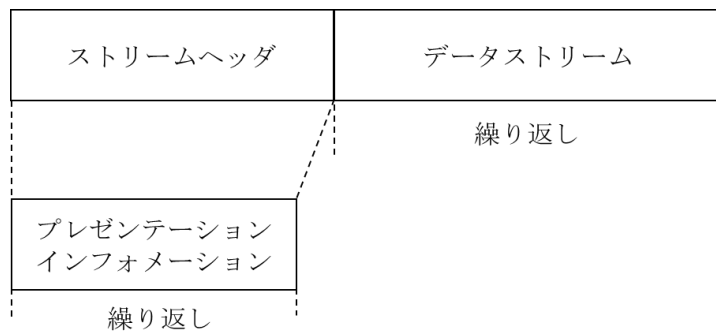 ストリームヘッダ
データストリーム
繰り返し
プレゼンテーション
インフォメーション
繰り返し